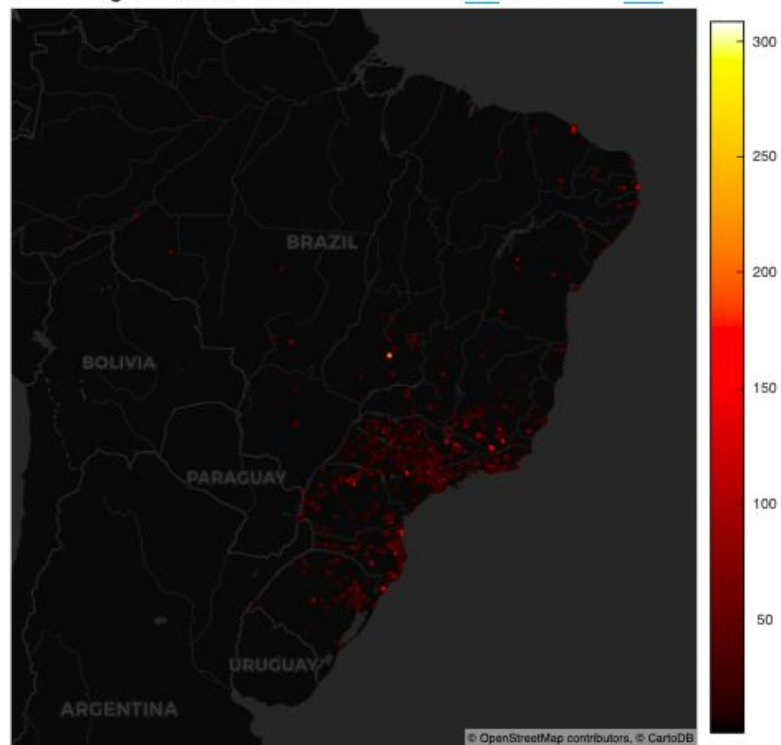 300
250
BRAZIL
200
BOLIVIA
150
PARAGUAY
100
50
URUGUAY
ARGENTINA
© OpenStreetMap contributors, © CartoDB